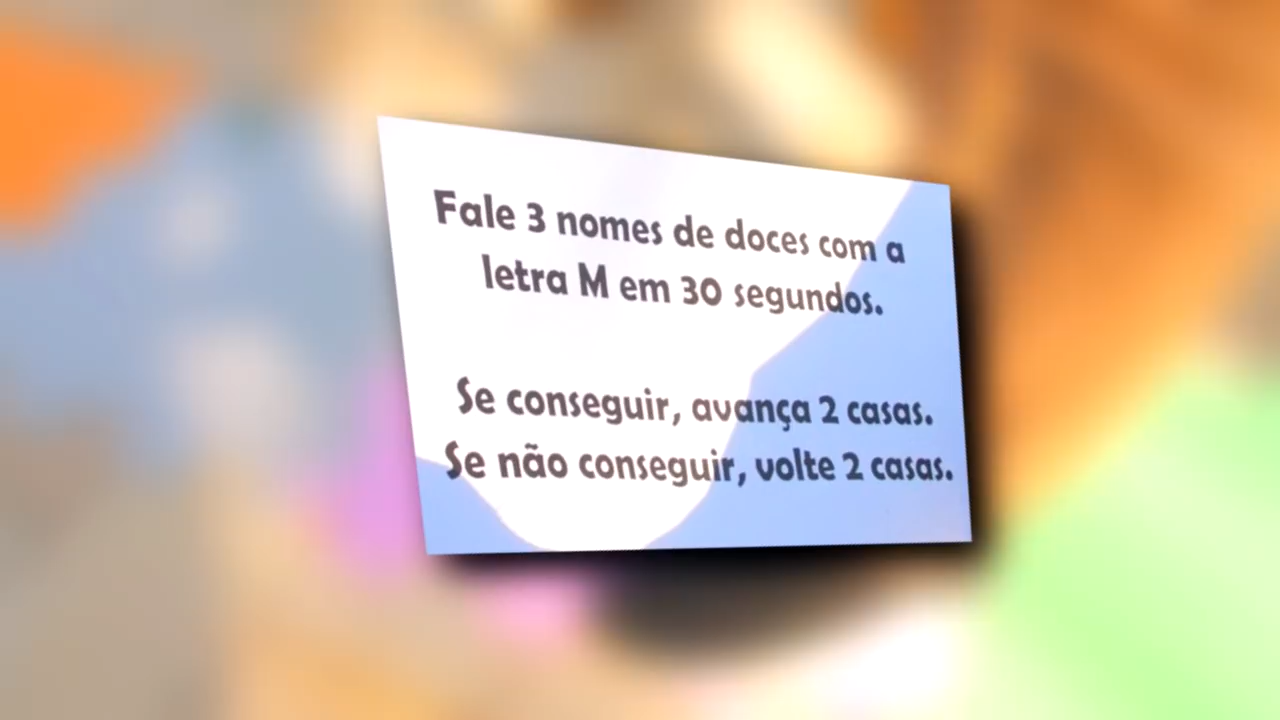 Fale 3 nomes de doces com a
letra M em 30 segundos.
Se conseguir, avança 2 casas.
Se não conseguir, volte 2 casas.